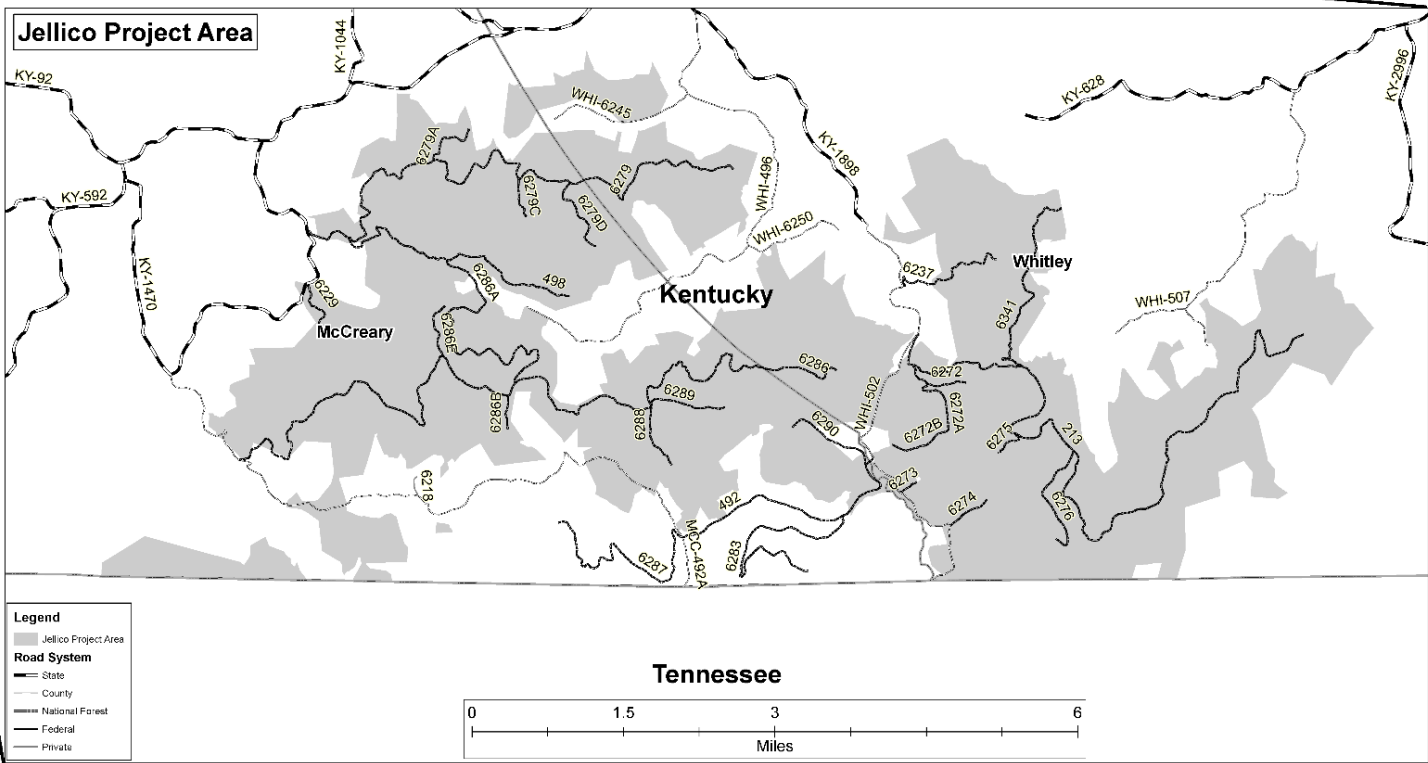 Jellico Project Area
KY-1044
KY-92
KY-628
KY-2996
WHI-6245
6279A
KY-1898
WHI-496
6279
6279C
KY-592
6279D
WHI-6250
Whitley
6237
KY-1470
6286A
498
6229
Kentucky
WHI-507
6341
McCreary
6286E
6286
6272
6289
WHI-502
6286B
6288
6290
6272A
6272B
6275
213
6218
6273
492
6274
6276
MCC-492A
6287
6283
Legend
Jellico Project Area
Road System
State
County
National Forest
Federal
Private
Tennessee
0 1.5 3 6
Miles